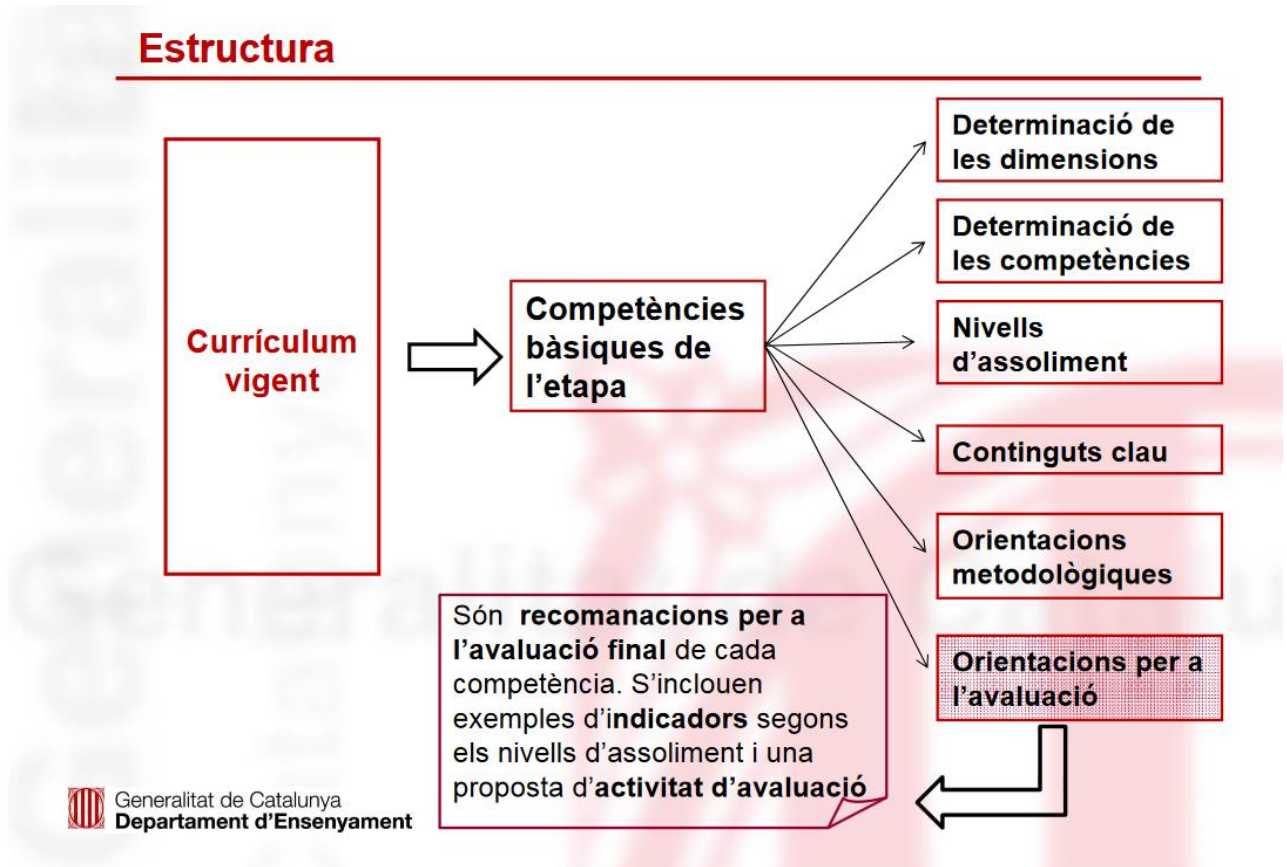 Estructura
Currículum
vigent
Competències
bàsiques de
l’etapa
Determinació de
les dimensions
Determinació de
les competències
Nivells
d’assoliment
Continguts clau
Orientacions
metodològiques
Orientacions per a
l’avaluació
Són recomanacions per a
l’avaluació final de cada
competència. S’inclouen
exemples d’indicadors segons
els nivells d’assoliment i una
proposta d’activitat d’avaluació
Generalitat de Catalunya
Departament d’Ensenyament